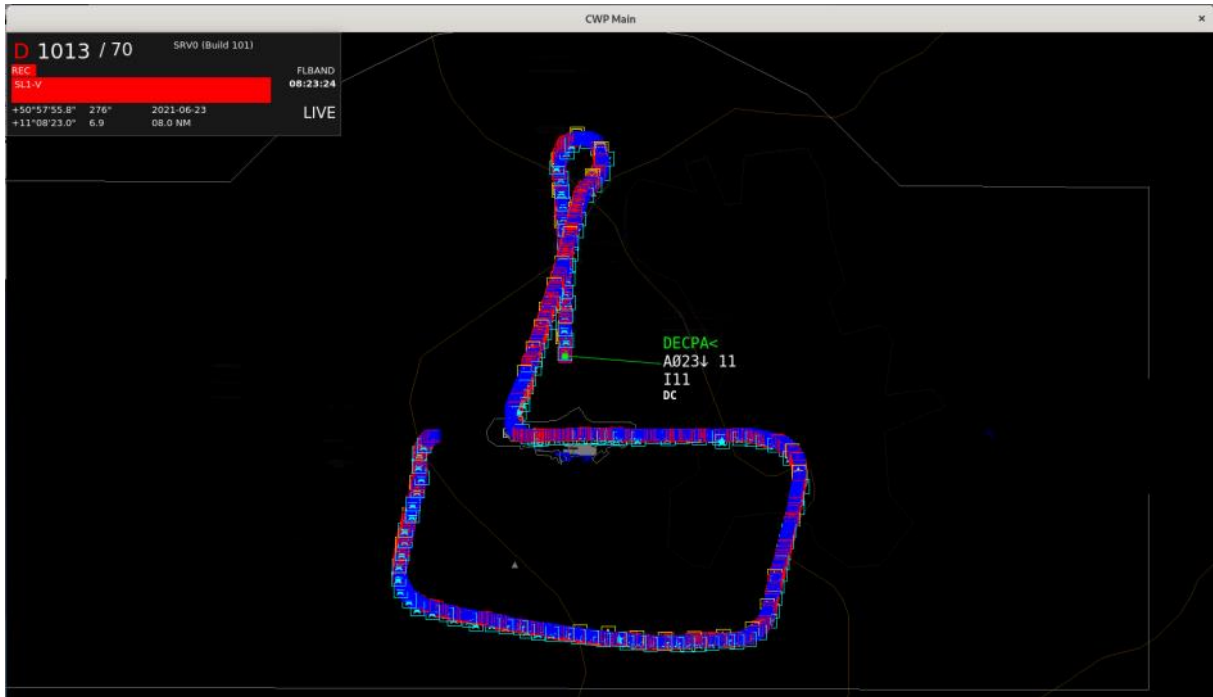 CWP Main ×
D 1013 / 70 SRV0 (Build 101)
REC FLBAND
SL1-V 08:23:24
+50°57'55.8" 276° 2021-06-23 LIVE
+11°08'23.0" 6.9 08.0 NM
DECPA<
AØ23↓ 11
I11
DC